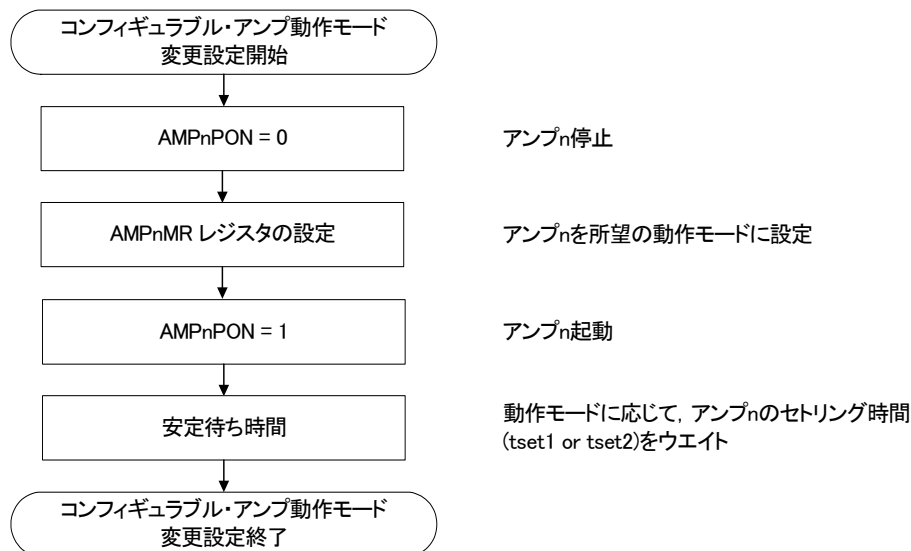 コンフィギュラブル・アンプ動作モード
変更設定開始
AMPnPON = 0
アンプn停止
AMPnMR レジスタの設定
アンプnを所望の動作モードに設定
AMPnPON = 1
アンプn起動
安定待ち時間
動作モードに応じて，アンプnのセトリング時間
(tset1 or tset2)をウエイト
コンフィギュラブル・アンプ動作モード
変更設定終了